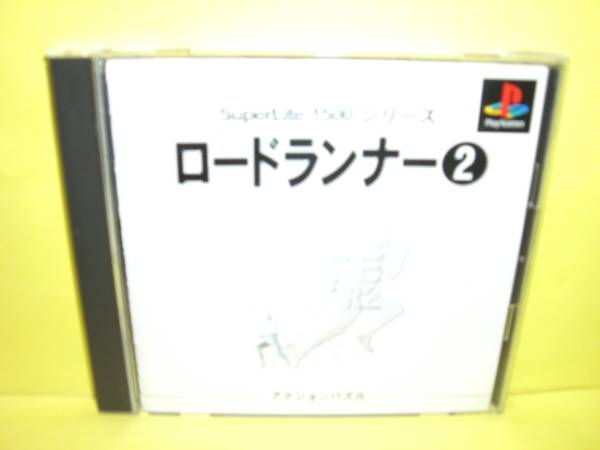 SuperLite 1500 シリーズ
PlayStation
ロードランナー❷
アクションパズル